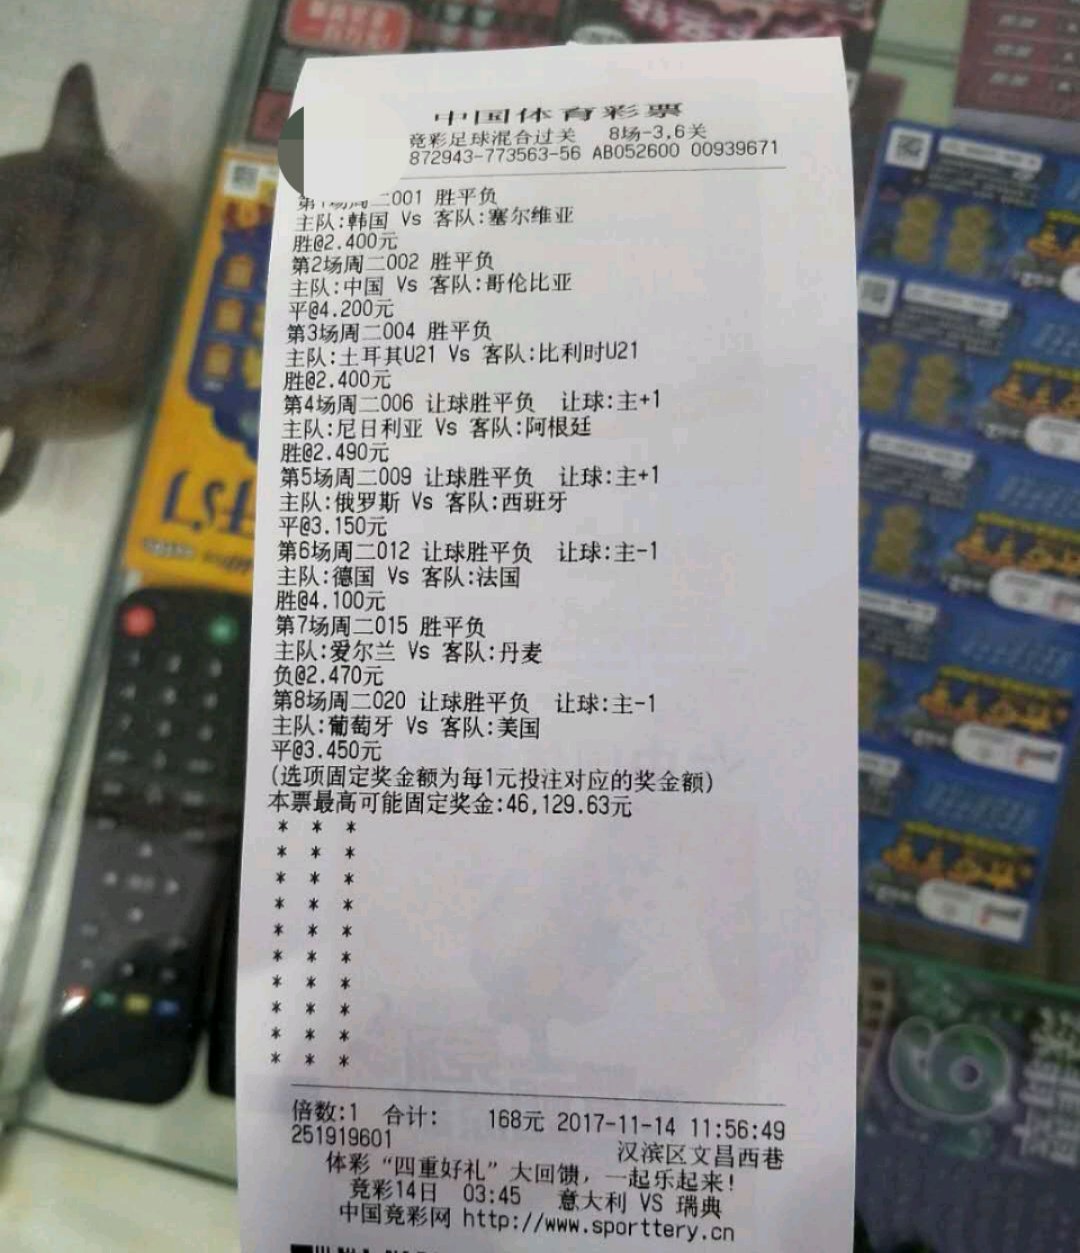 中国体育彩票
竞彩足球混合过关 8场-3,6关
872943-773563-56 AB052600 00939671
二001 胜平负
主队:韩国 Vs 客队:塞尔维亚
胜@2.400元
第2场周二002 胜平负
主队:中国 Vs 客队:哥伦比亚
平@4.200元
第3场周二004 胜平负
主队:土耳其U21 Vs 客队:比利时U21
胜@2.400元
第4场周二006 让球胜平负 让球:主+1
主队:尼日利亚 Vs 客队:阿根廷
胜@2.490元
第5场周二009 让球胜平负 让球:主+1
主队:俄罗斯 Vs 客队:西班牙
平@3.150元
第6场周二012 让球胜平负 让球:主-1
主队:德国 Vs 客队:法国
胜@4.100元
第7场周二015 胜平负
主队:爱尔兰 Vs 客队:丹麦
负@2.470元
第8场周二020 让球胜平负 让球:主-1
主队:葡萄牙 Vs 客队:美国
平@3.450元
(选项固定奖金额为每1元投注对应的奖金额)
本票最高可能固定奖金:46,129.63元
* * *
* * *
* * *
* * *
* * *
* * *
* * *
* * *
* * *
* * *
倍数:1 合计: 168元 2017-11-14 11:56:49
251919601 汉滨区文昌西巷
体彩“四重好礼”大回馈，一起乐起来!
竞彩14日 03:45 意大利 VS 瑞典
中国竞彩网 http://www.sporttery.cn